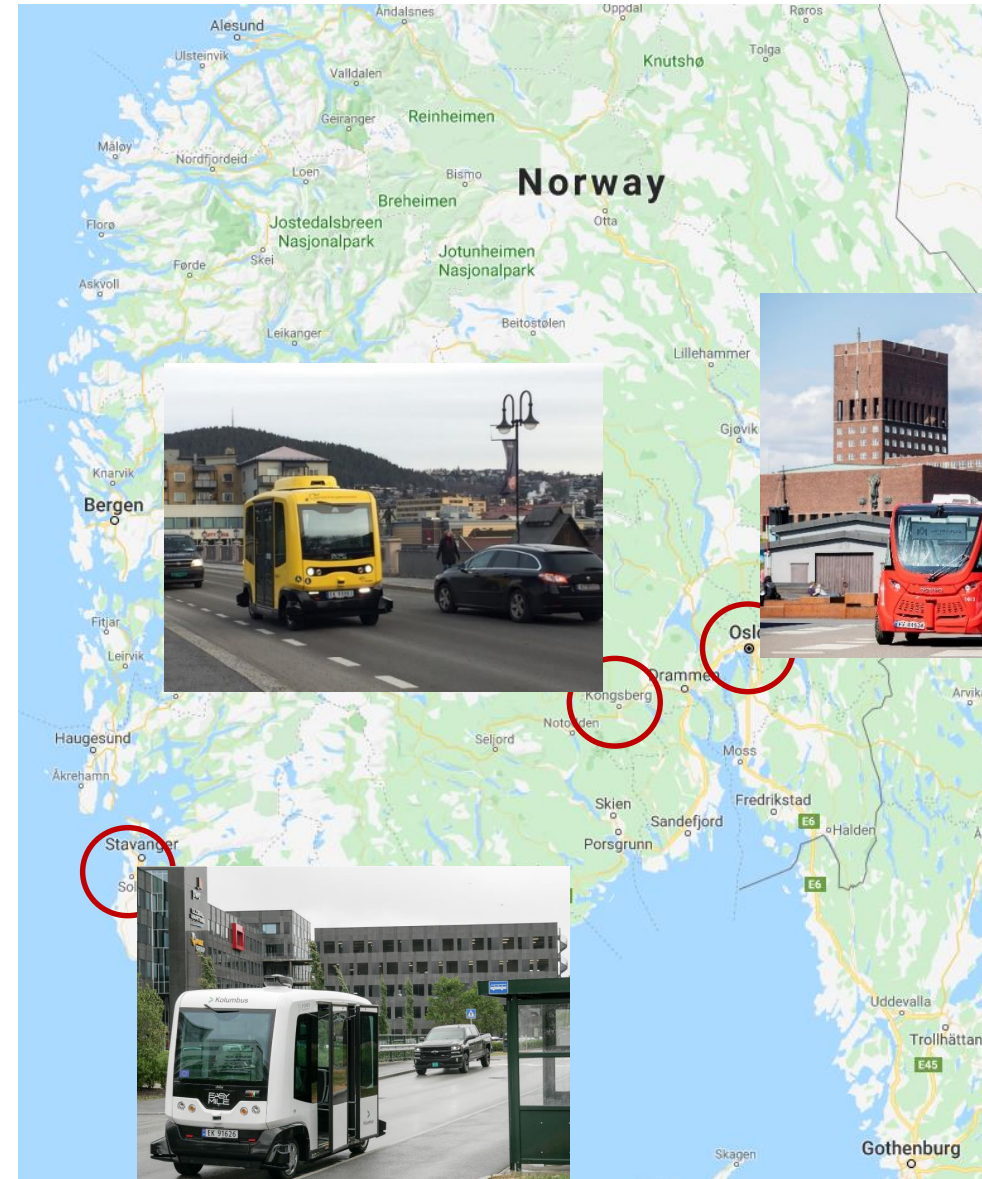 Andalsnes
Oppdal
Røros
Alesund
Ulsteinvik
Valldalen
Knutshø
Tolga
Geiranger
Reinheimen
Måløy
Nordfjordeid
Loen
Bismo
Norway
Breheimen
Florø
Jostedalsbreen
Nasjonalpark
Otta
Skei
Førde
Jotunheimen
Nasjonalpark
Askvoll
Leikanger
Beitostølen
Lillehammer
Gjøvik
Knarvik
Bergen
Fitjar
Leirvik
Oslo
Drammen
Kongsberg
Notodden
Arvika
Haugesund
Seljord
Moss
Åkrehamn
Skien
Fredrikstad
Sandefjord
E6
Halden
Porsgrunn
Stavanger
Sol
E6
Kolumbus
EASY
MILE
EK 91626
Uddevalla
Trollhättan
E45
Gothenburg
Skagen